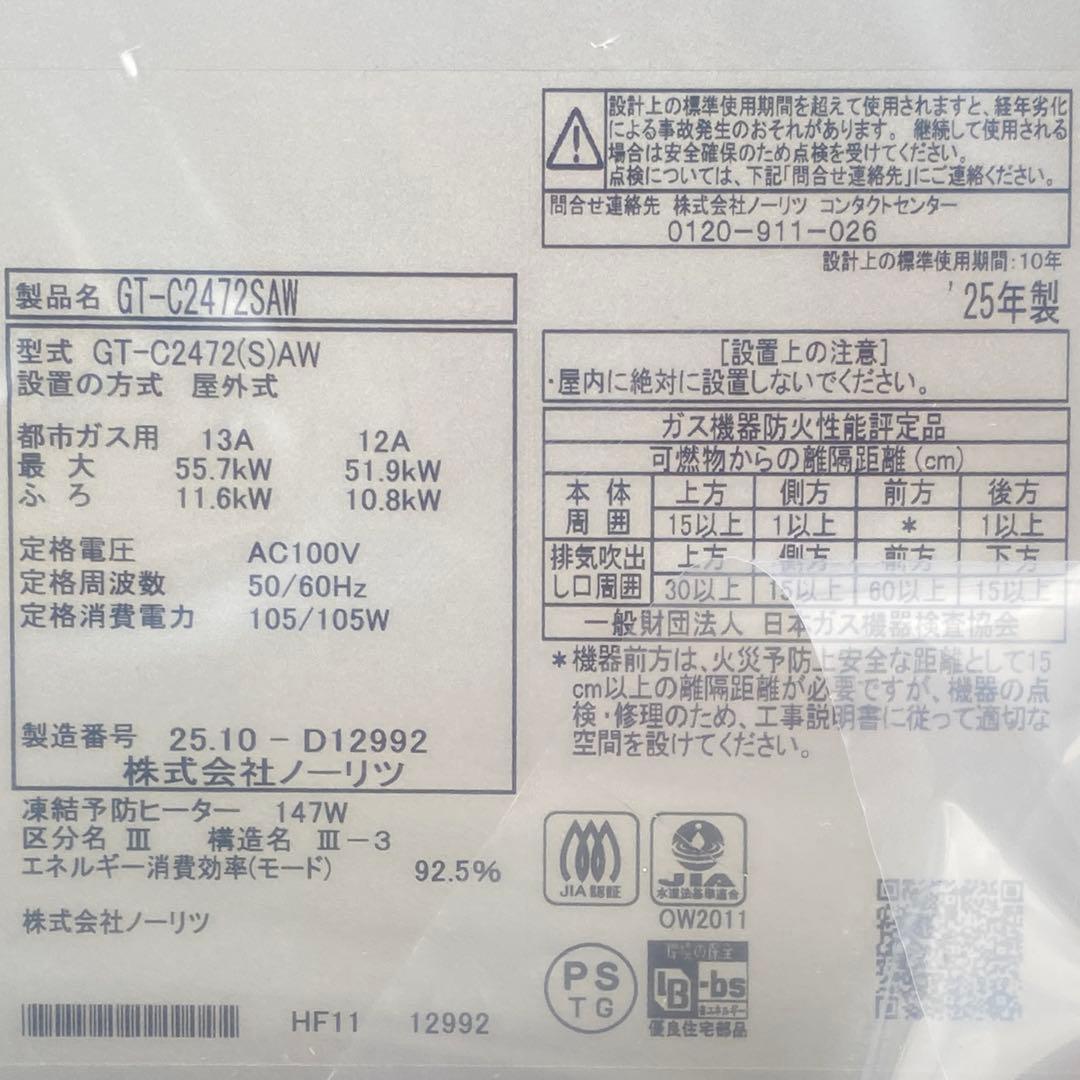 設計上の標準使用期間を超えて使用されますと、経年劣化
による事故発生のおそれがあります。 継続して使用される
場合は安全確保のため点検を受けてください。
点検については、下記「問合せ連絡先」にご連絡ください。
問合せ連絡先 株式会社ノーリツ コンタクトセンター
0120-911-026
設計上の標準使用期間:10年
'25年製
製品名 GT-C2472SAW
型式 GT-C2472(S)AW
設置の方式 屋外式
都市ガス用 13A 12A
最大 55.7kW 51.9kW
ふろ 11.6kW 10.8kW
定格電圧 AC100V
定格周波数 50/60Hz
定格消費電力 105/105W
製造番号 25.10-D12992
株式会社ノーリツ
凍結予防ヒーター 147W
区分名 Ⅲ 構造名 Ⅲ-3
エネルギー消費効率(モード) 92.5%
株式会社ノーリツ
HF11 12992
[設置上の注意]
・屋内に絶対に設置しないでください。
ガス機器防火性能評定品
可燃物からの離隔距離(cm)
本体周囲 上方 側方 前方 後方
15以上 1以上 * 1以上
排気吹出し口周囲 上方 側方 前方 下方
30以上 15以上 60以上 15以上
一般財団法人 日本ガス機器検査協会
*機器前方は、火災予防上安全な距離として15
cm以上の離隔距離が必要ですが、機器の点
検・修理のため、工事説明書に従って適切な
空間を設けてください。
JIA認証
JIA
水道法基準適合
OW2011
PS
TG
環境の保全
BL-bs
省エネルギー
優良住宅部品